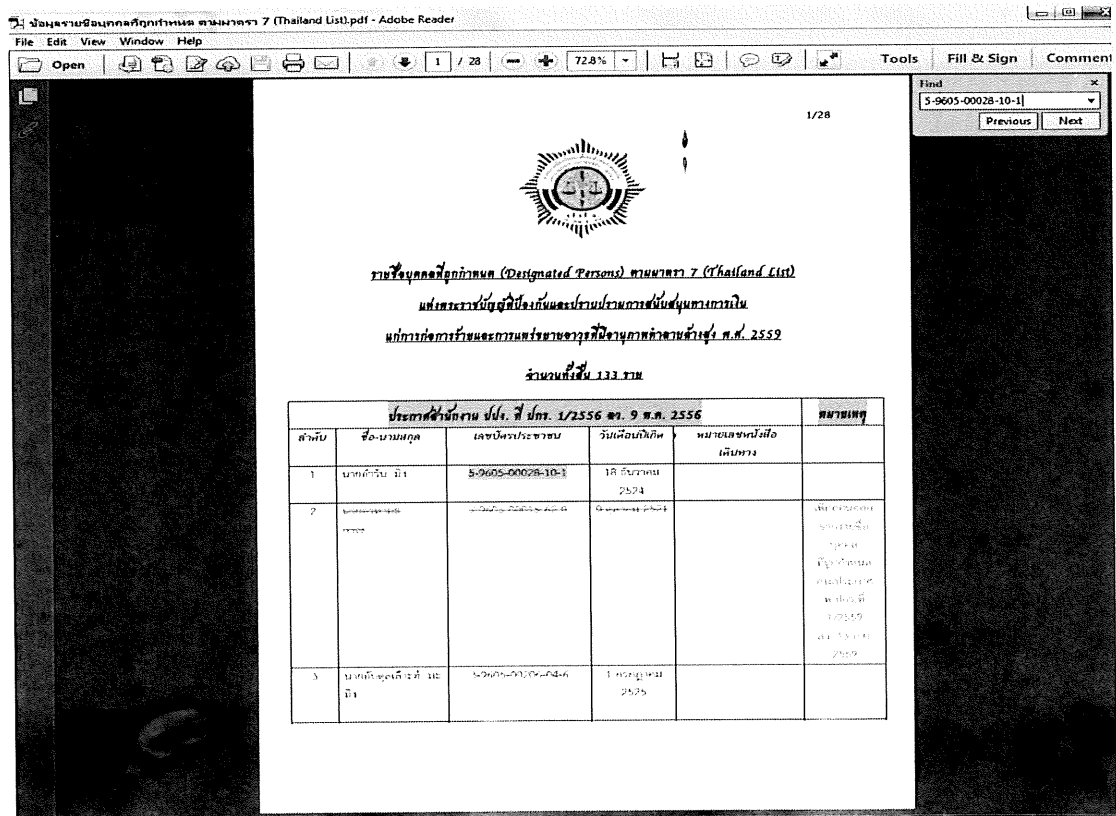 ข้อมูลรายชื่อบุคคลที่ถูกกำหนด ตามมาตรา 7 (Thailand List).pdf - Adobe Reader
File Edit View Window Help
Open 1 / 28 72.8% Tools Fill & Sign Comment
Find
5-9605-00028-10-1
Previous Next
1/28
รายชื่อบุคคลที่ถูกกำหนด (Designated Persons) ตามมาตรา 7 (Thailand List)
แห่งพระราชบัญญัติป้องกันและปราบปรามการสนับสนุนทางการเงิน
แก่การก่อการร้ายและการแพร่ขยายอาวุธที่มีอานุภาพทำลายล้างสูง พ.ศ. 2559
จำนวนทั้งสิ้น 133 ราย
ประกาศสำนักงาน ปปง. ที่ ปกร. 1/2556 ลว. 9 พ.ค. 2556 หมายเหตุ
ลำดับ ชื่อ-นามสกุล เลขบัตรประชาชน วันเดือนปีเกิด หมายเลขหนังสือ
เดินทาง
1 5-9605-00028-10-1 18 ธันวาคม
2524
2
1/2559
2559
3 1 กรกฎาคม
2525